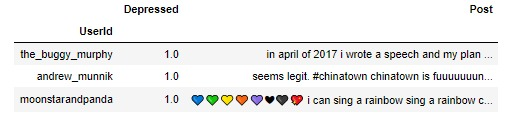 Depressed Post
UserId
the_buggy_murphy 1.0 in april of 2017 i wrote a speech and my plan ...
andrew_munnik 1.0 seems legit. #chinatown chinatown is fuuuuuuun...
moonstarandpanda 1.0 💙💚💛🧡💜🖤🖤❤️ i can sing a rainbow sing a rainbow c...